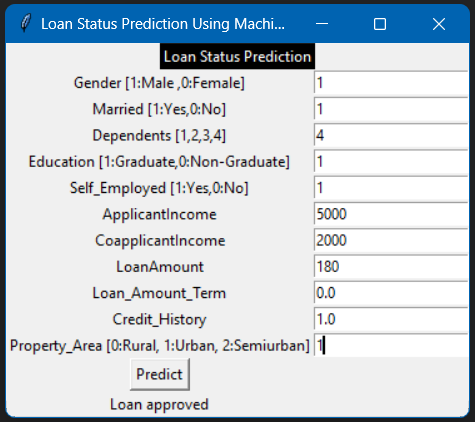 Loan Status Prediction Using Machi...
Loan Status Prediction
Gender [1:Male ,0:Female] 1
Married [1:Yes,0:No] 1
Dependents [1,2,3,4] 4
Education [1:Graduate,0:Non-Graduate] 1
Self_Employed [1:Yes,0:No] 1
ApplicantIncome 5000
CoapplicantIncome 2000
LoanAmount 180
Loan_Amount_Term 0.0
Credit_History 1.0
Property_Area [0:Rural, 1:Urban, 2:Semiurban] 1
Predict
Loan approved